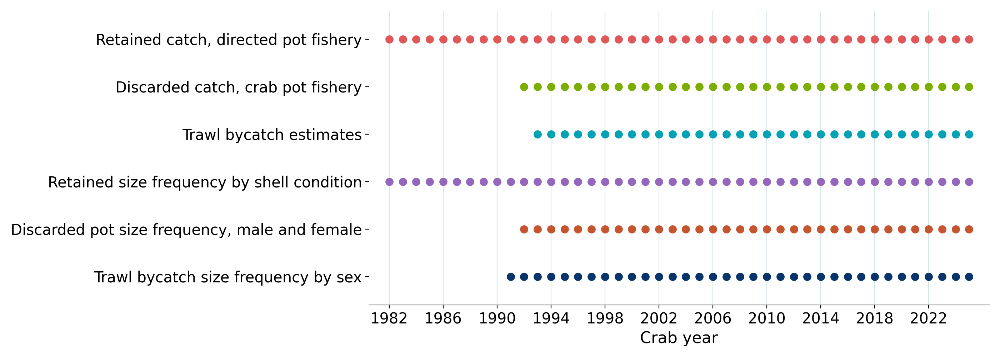 Retained catch, directed pot fishery
Discarded catch, crab pot fishery
Trawl bycatch estimates
Retained size frequency by shell condition
Discarded pot size frequency, male and female
Trawl bycatch size frequency by sex
1982 1986 1990 1994 1998 2002 2006 2010 2014 2018 2022
Crab year